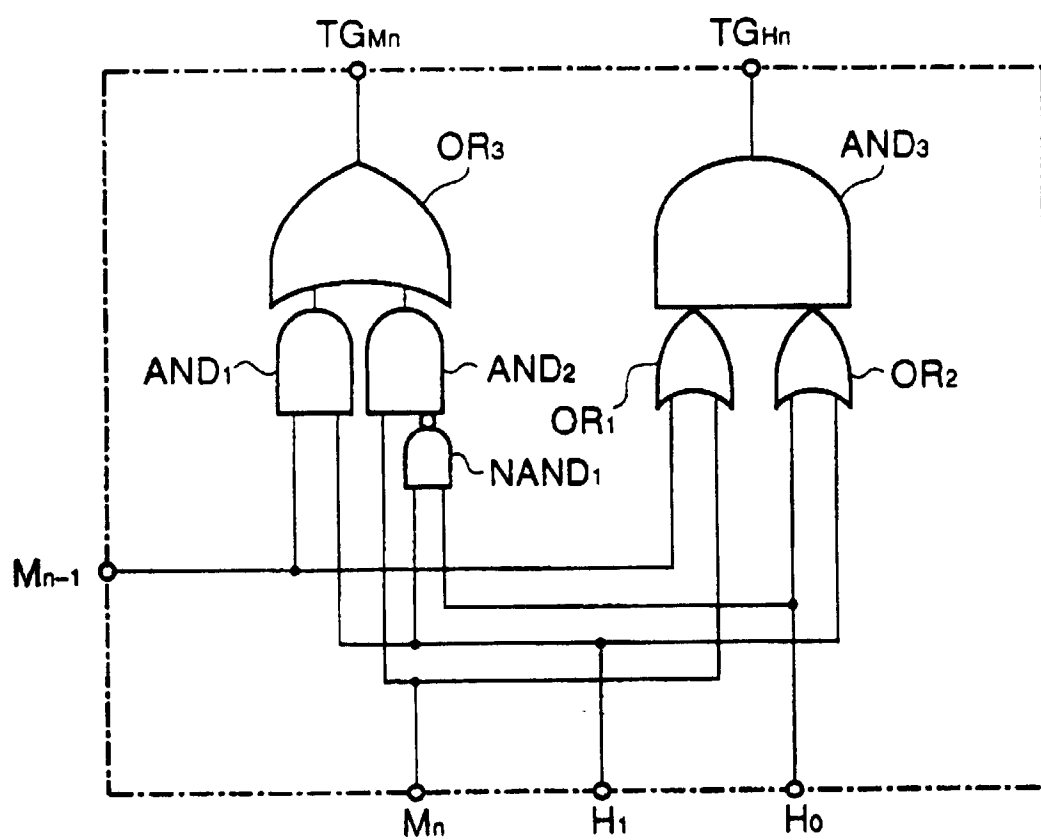 TGMn
TGHn
OR3
AND3
AND1
AND2
OR1
OR2
NAND1
Mn-1
Mn
H1
H0